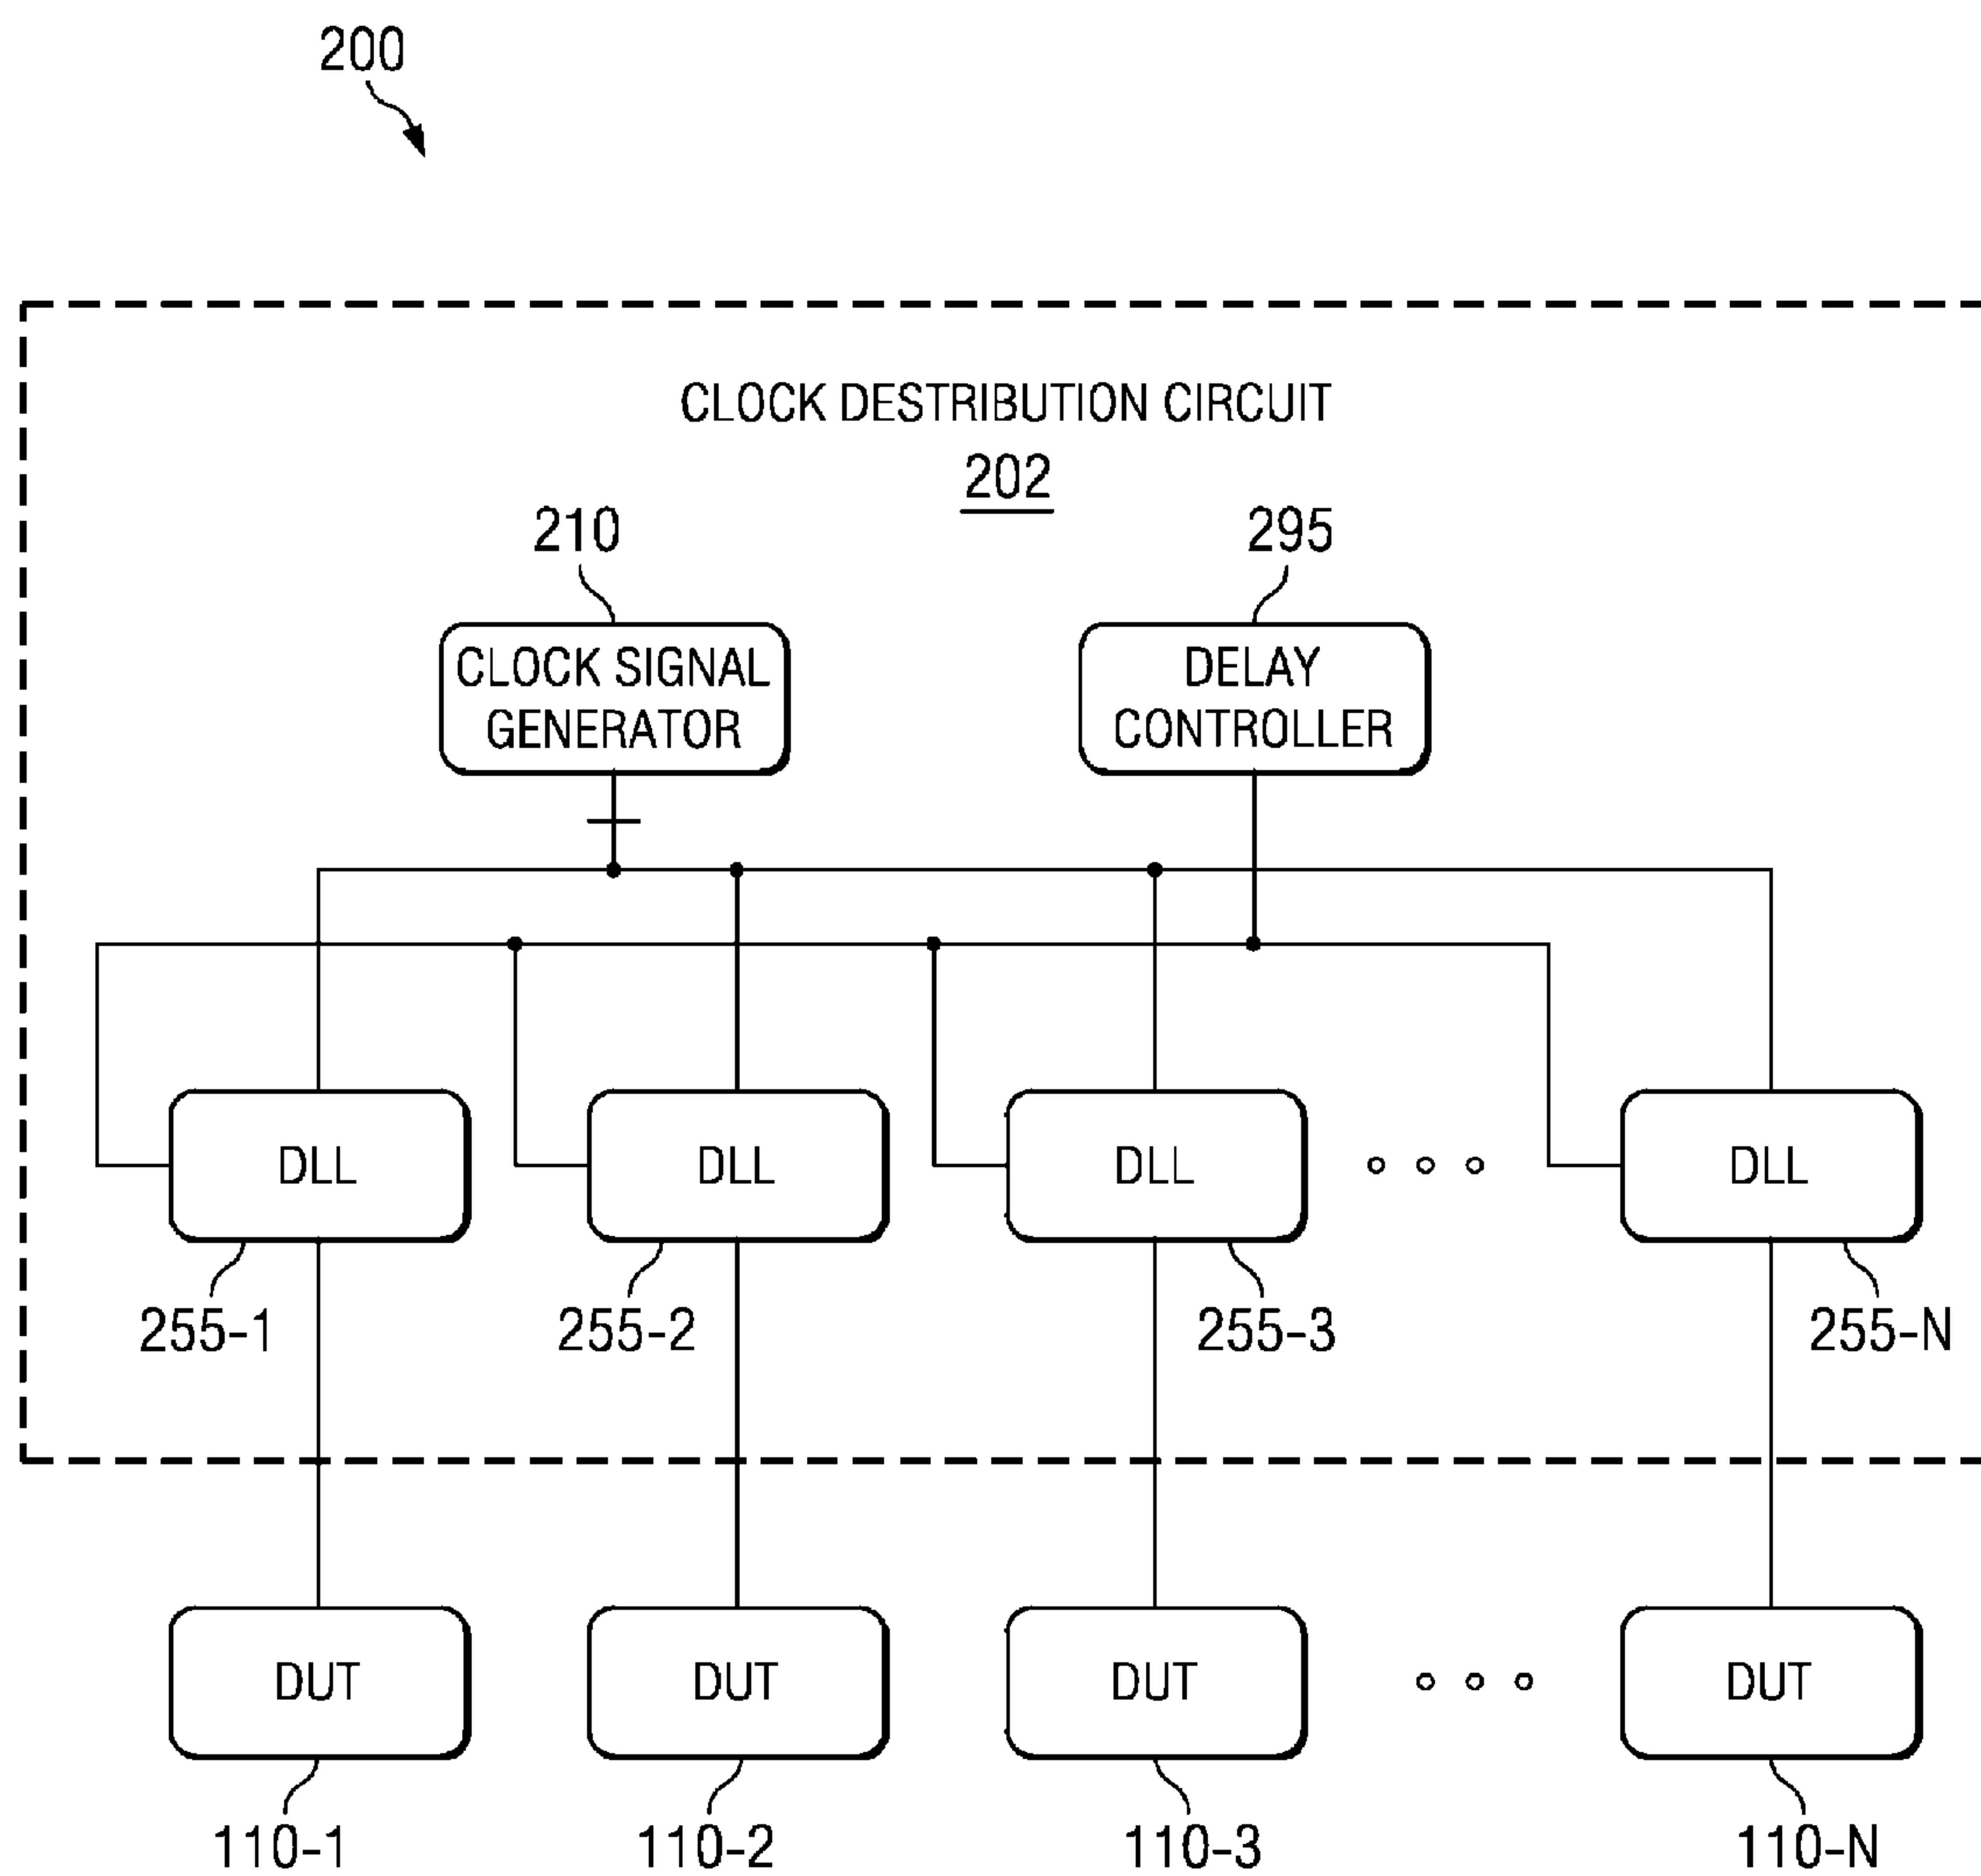 200
CLOCK DESTRIBUTION CIRCUIT
202
210
295
CLOCK SIGNAL
GENERATOR
DELAY
CONTROLLER
DLL
DLL
DLL
DLL
255-1
255-2
255-3
255-N
DUT
DUT
DUT
DUT
110-1
110-2
110-3
110-N